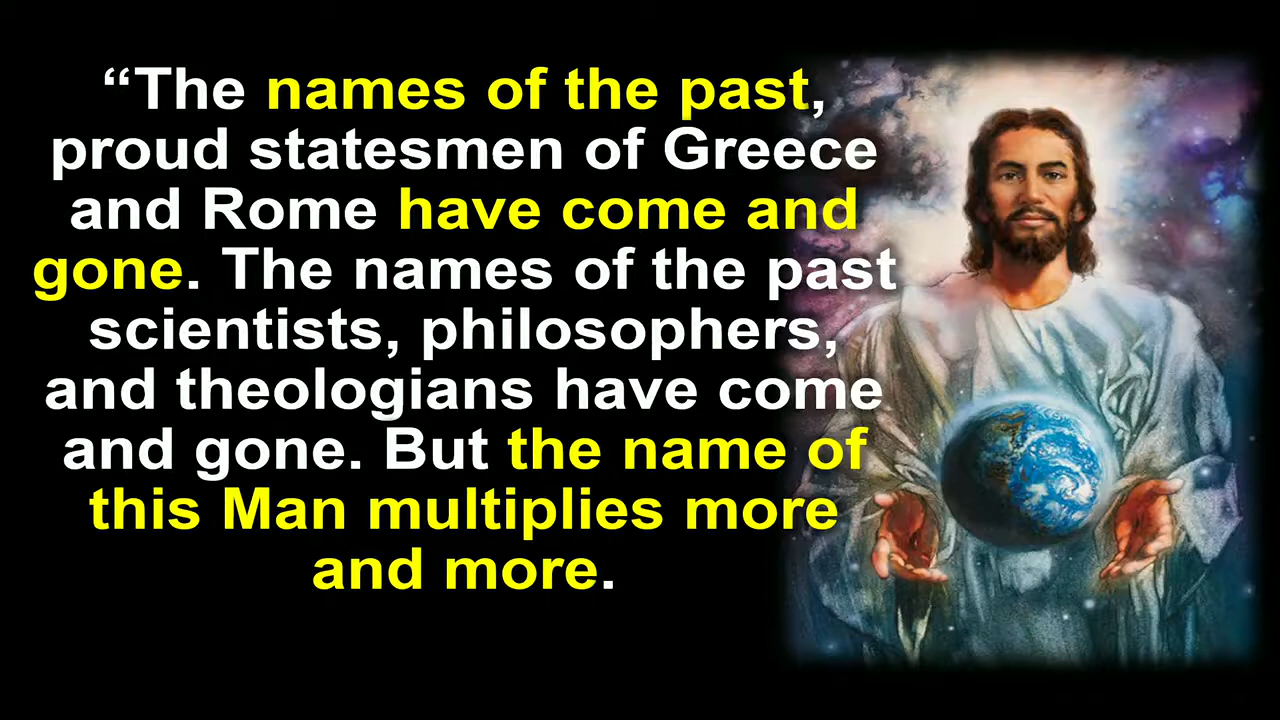 “The names of the past,
proud statesmen of Greece
and Rome have come and
gone. The names of the past
scientists, philosophers,
and theologians have come
and gone. But the name of
this Man multiplies more
and more.